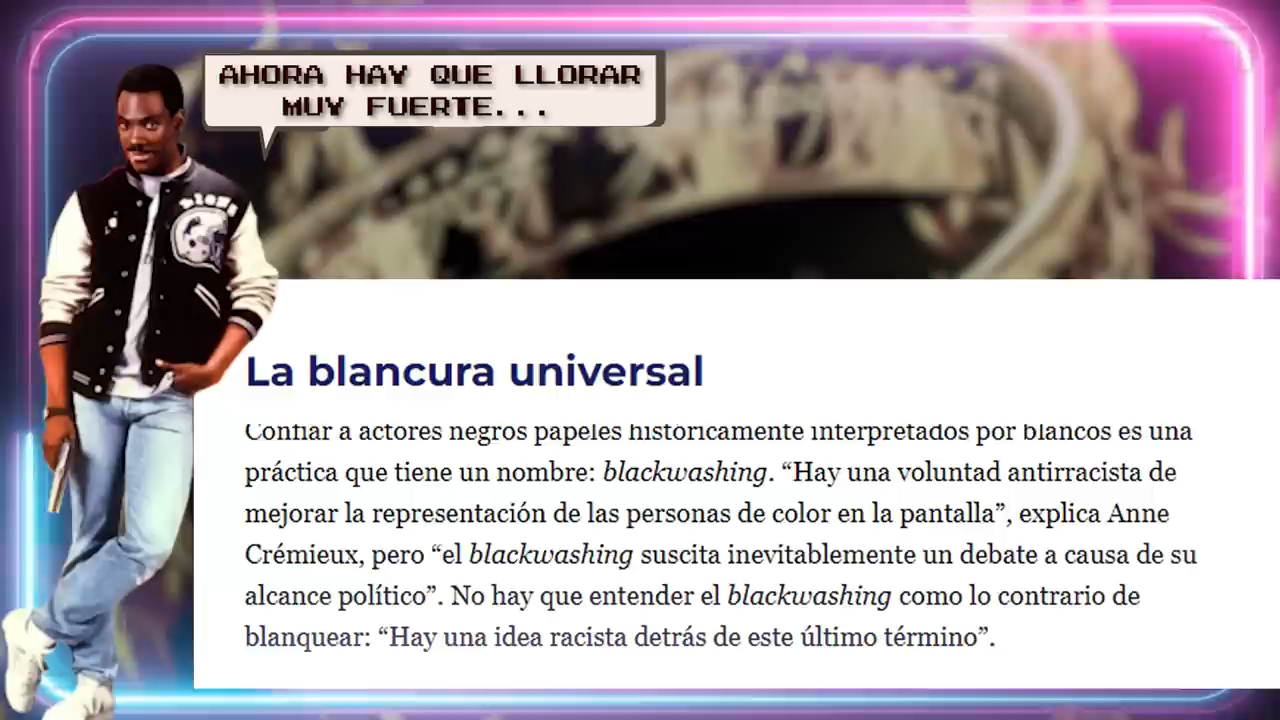 AHORA HAY QUE LLORAR
MUY FUERTE...
La blancura universal
Confiar a actores negros papeles históricamente interpretados por blancos es una
práctica que tiene un nombre: blackwashing. “Hay una voluntad antirracista de
mejorar la representación de las personas de color en la pantalla”, explica Anne
Crémieux, pero “el blackwashing suscita inevitablemente un debate a causa de su
alcance político”. No hay que entender el blackwashing como lo contrario de
blanquear: “Hay una idea racista detrás de este último término”.